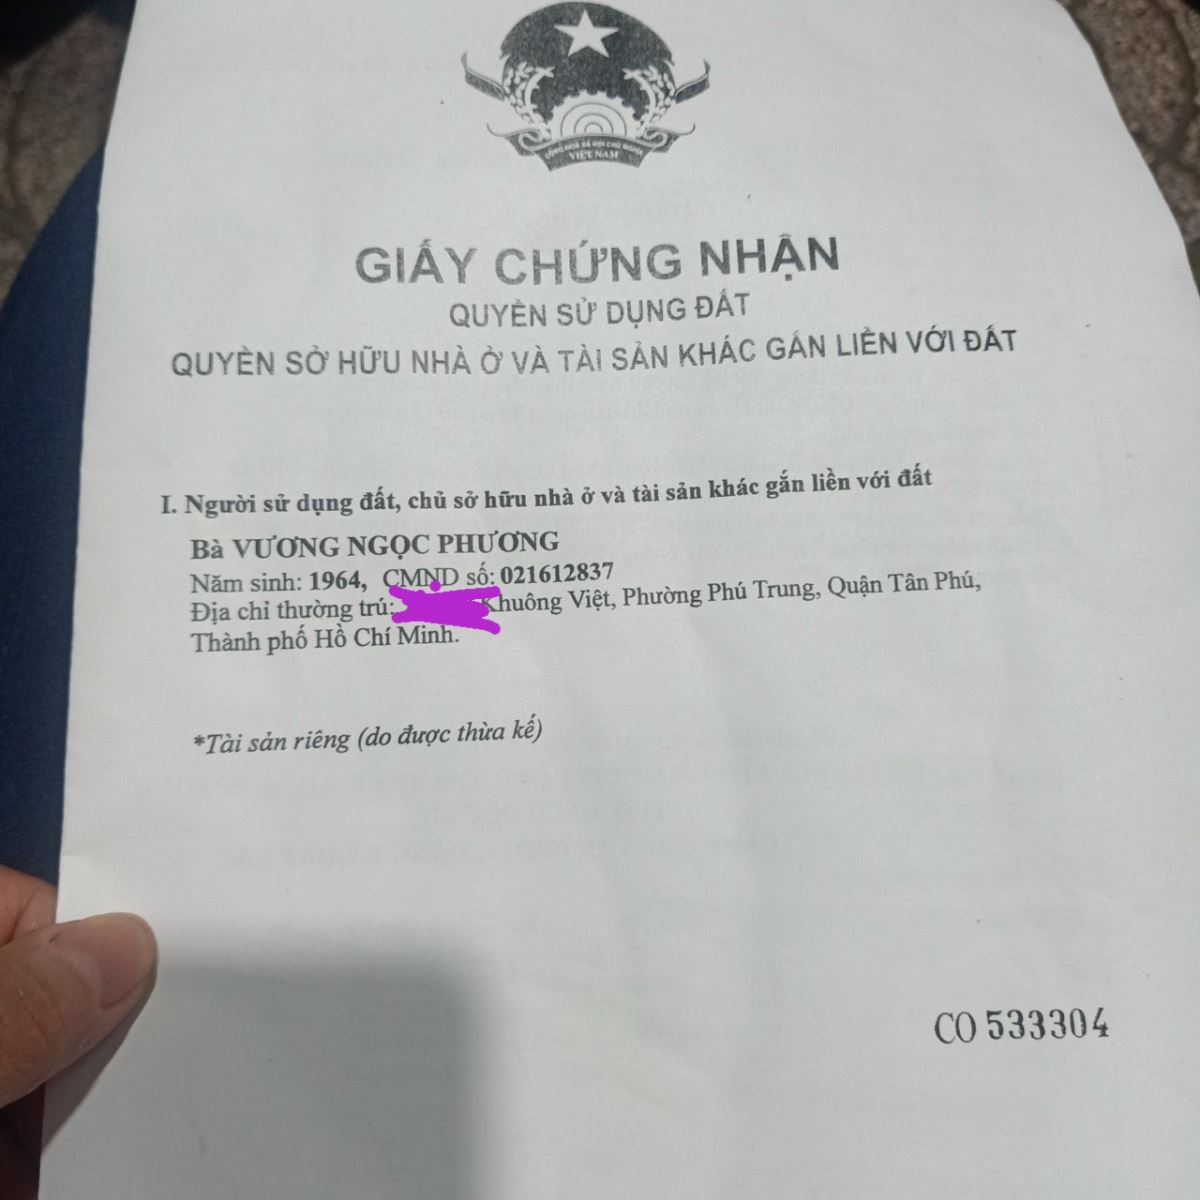 CỘNG HÒA XÃ HỘI CHỦ NGHĨA
VIỆT NAM
GIẤY CHỨNG NHẬN
QUYỀN SỬ DỤNG ĐẤT
QUYỀN SỞ HỮU NHÀ Ở VÀ TÀI SẢN KHÁC GẮN LIỀN VỚI ĐẤT
I. Người sử dụng đất, chủ sở hữu nhà ở và tài sản khác gắn liền với đất
Bà VƯƠNG NGỌC PHƯƠNG
Năm sinh: 1964, CMND số: 021612837
Địa chỉ thường trú: Khuông Việt, Phường Phú Trung, Quận Tân Phú,
Thành phố Hồ Chí Minh.
*Tài sản riêng (do được thừa kế)
CO 533304